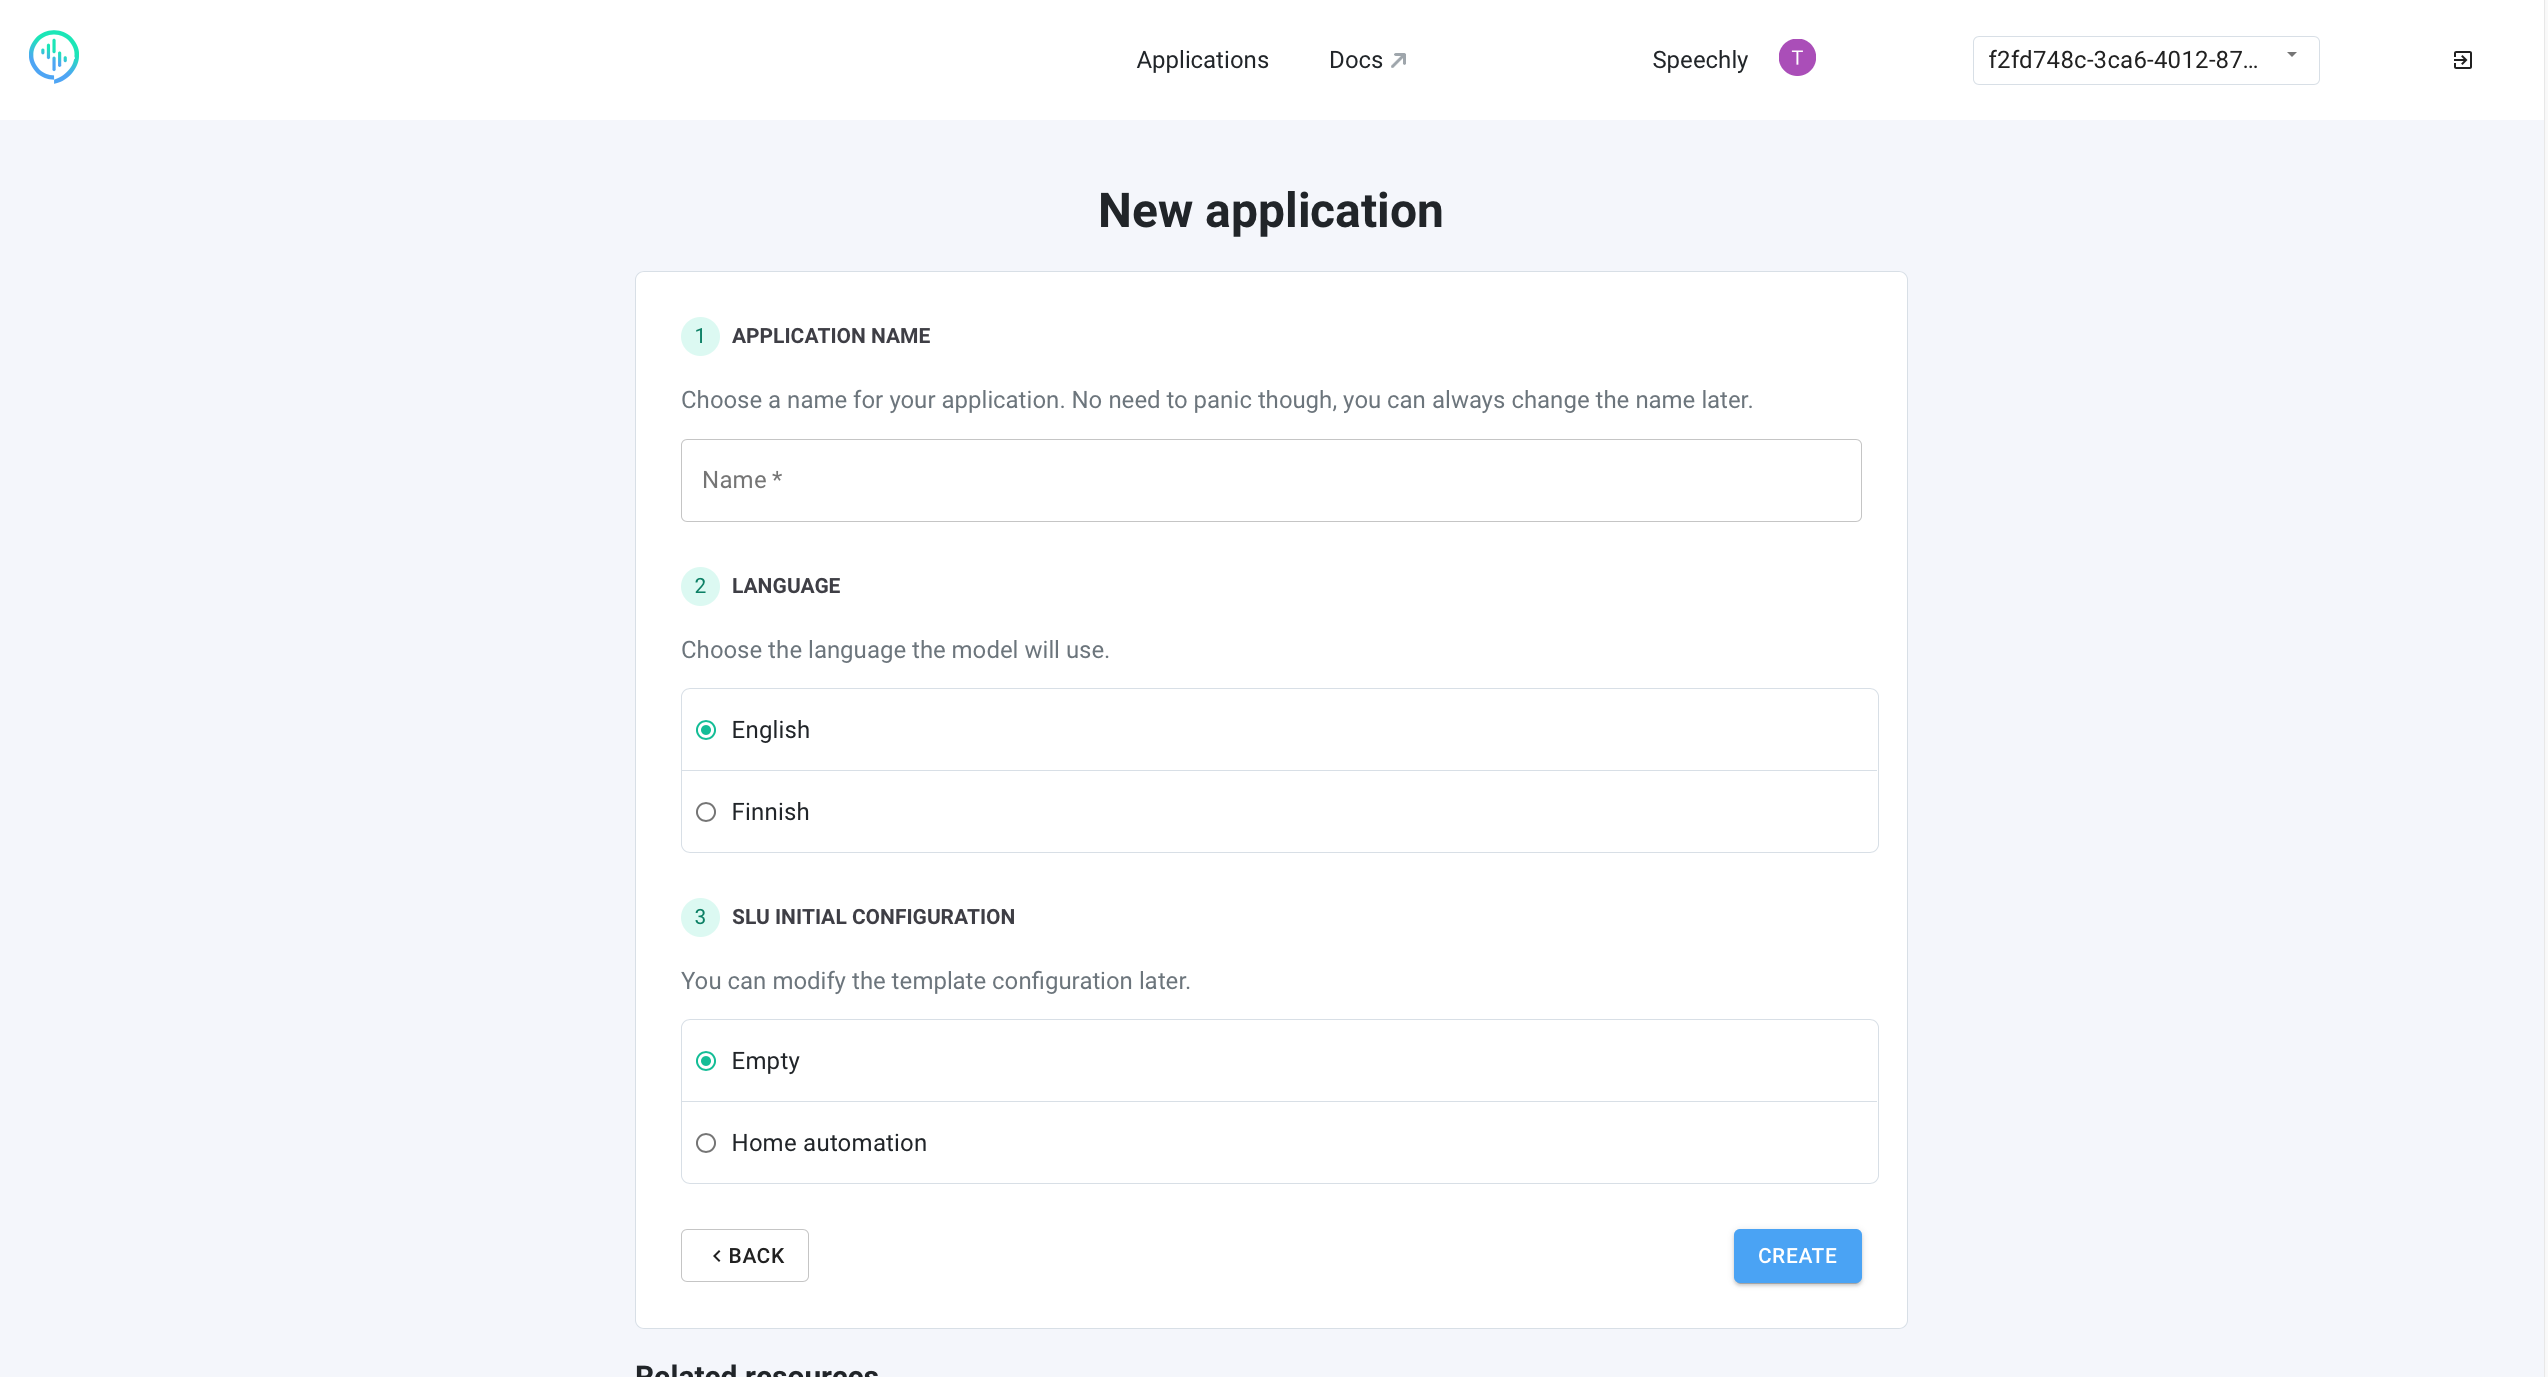 Applications Docs Speechly T f2fd748c-3ca6-4012-87...
New application
1 APPLICATION NAME
Choose a name for your application. No need to panic though, you can always change the name later.
Name *
2 LANGUAGE
Choose the language the model will use.
English
Finnish
3 SLU INITIAL CONFIGURATION
You can modify the template configuration later.
Empty
Home automation
BACK CREATE
Related resources